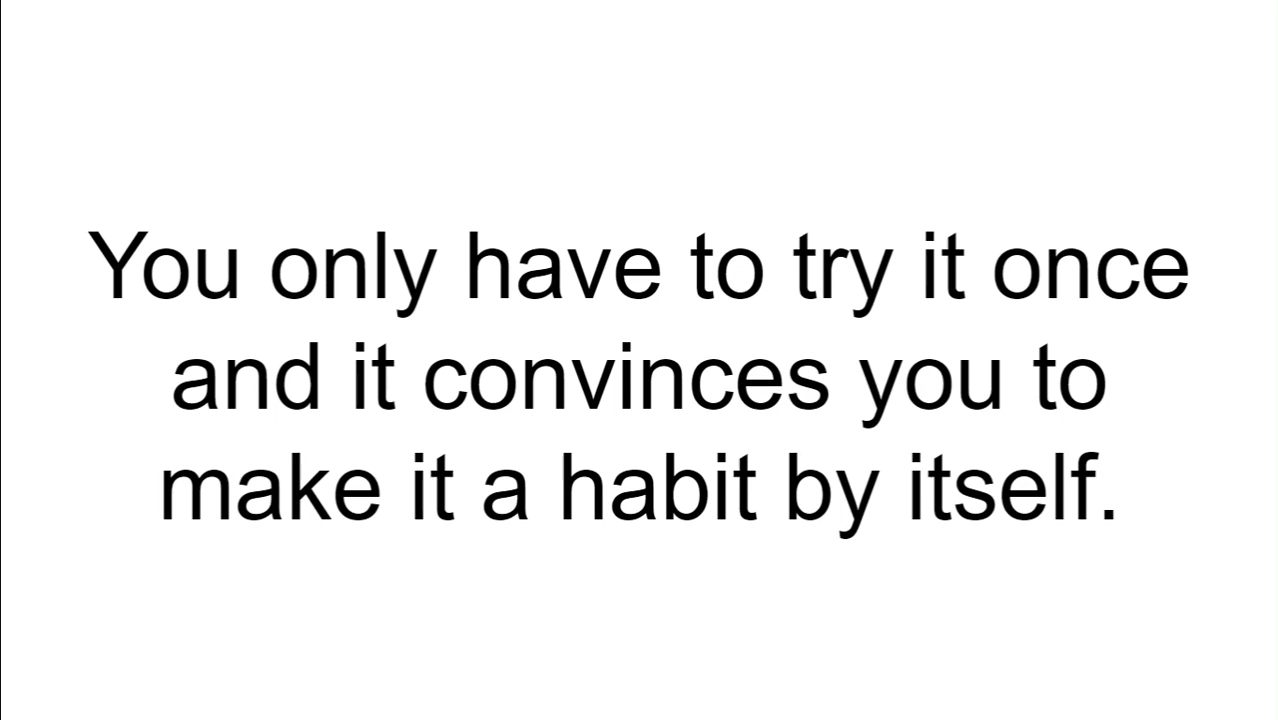 You only have to try it once
and it convinces you to
make it a habit by itself.